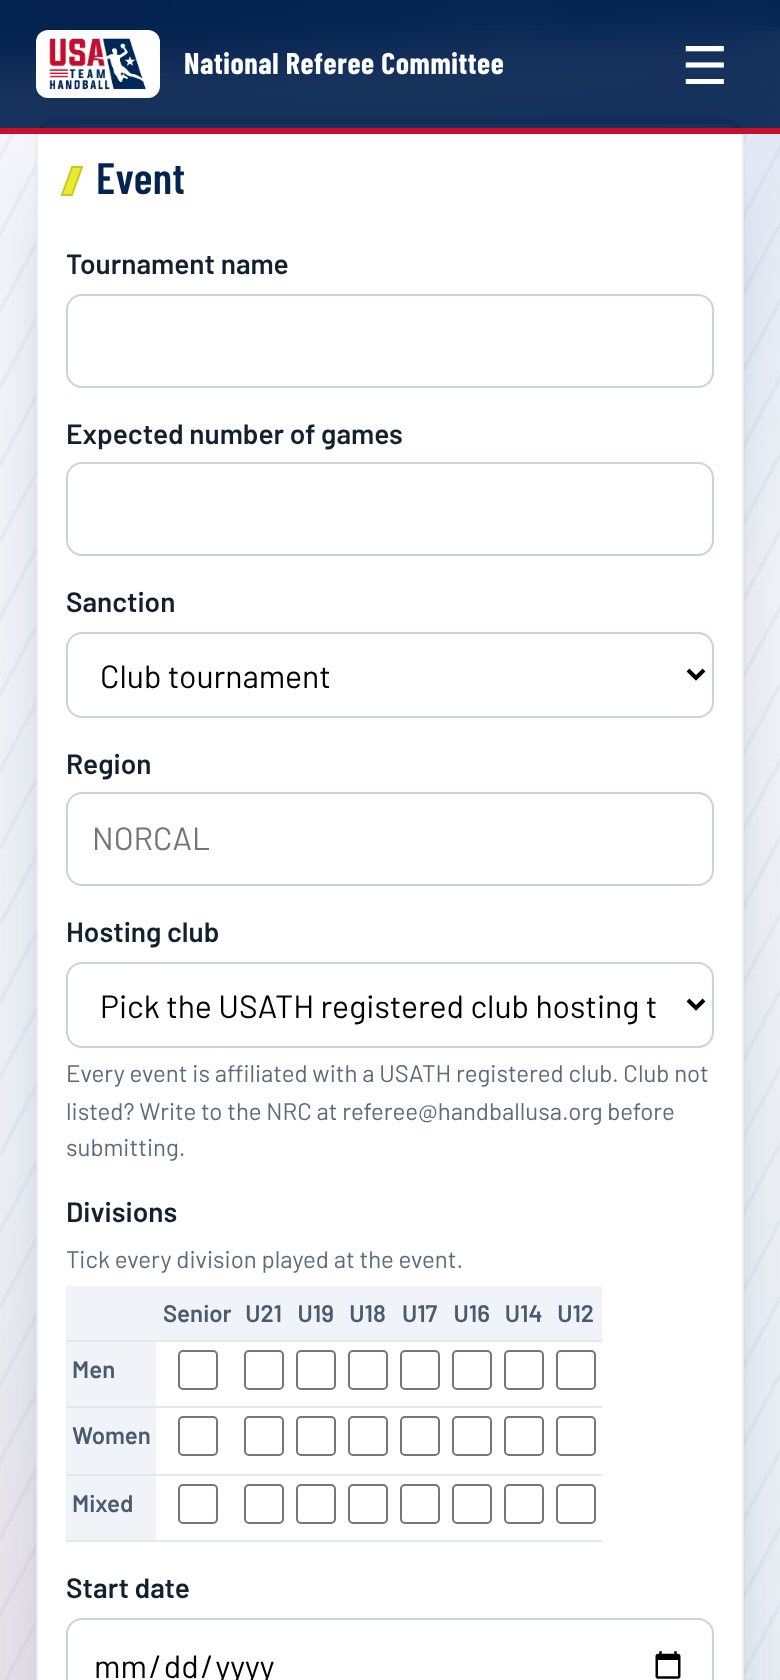 USA
TEAM
HANDBALL
National Referee Committee
Event
Tournament name
Expected number of games
Sanction
Club tournament
Region
NORCAL
Hosting club
Pick the USATH registered club hosting t
Every event is affiliated with a USATH registered club. Club not
listed? Write to the NRC at referee@handballusa.org before
submitting.
Divisions
Tick every division played at the event.
Senior U21 U19 U18 U17 U16 U14 U12
Men
Women
Mixed
Start date
mm/dd/yyyy